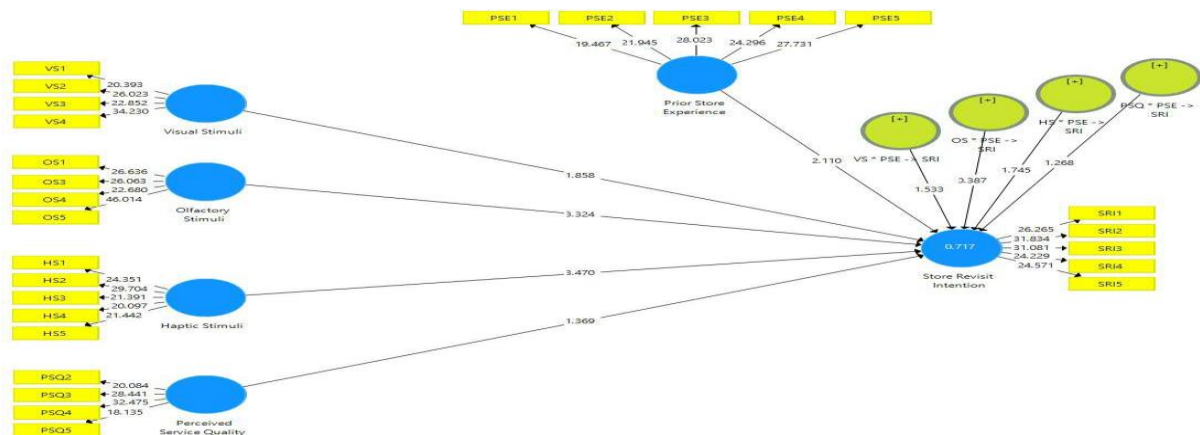 PSE1 PSE2 PSE3 PSE4 PSE5
19.467 21.945 28.023 24.296 27.731
Prior Store
Experience
[+] [+] [+] [+]
VS * PSE -> SRI
OS * PSE ->
SRI
HS * PSE ->
SRI
PSQ * PSE ->
SRI
VS1
VS2
VS3
VS4
20.393
26.023
22.852
34.230
Visual Stimuli
OS1
OS3
OS4
OS5
26.636
26.063
22.680
46.014
Olfactory
Stimuli
HS1
HS2
HS3
HS4
HS5
24.351
29.704
21.391
20.097
21.442
Haptic Stimuli
PSQ2
PSQ3
PSQ4
PSQ5
20.084
28.441
32.475
18.135
Perceived
Service Quality
2.110
1.533
1.745
1.268
1.858
3.324
3.470
1.369
0.717
Store Revisit
Intention
SRI1
SRI2
SRI3
SRI4
SRI5
26.265
31.834
31.081
24.229
24.571